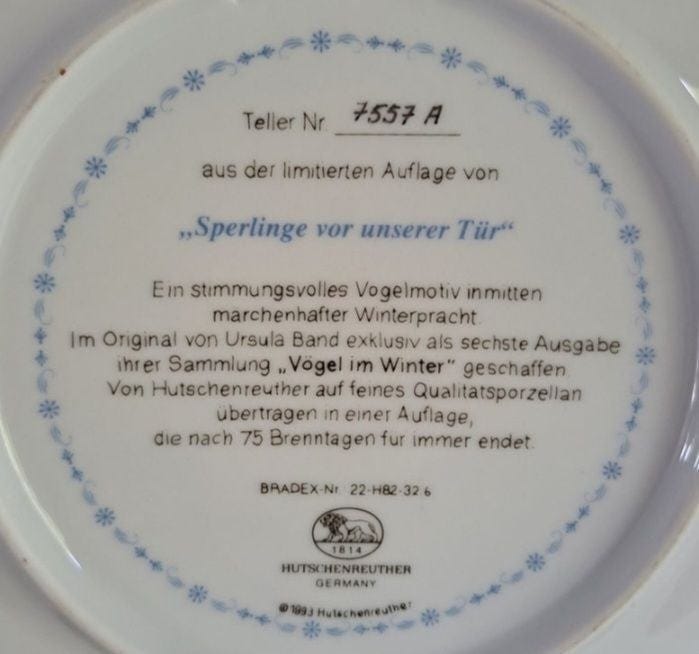 Teller Nr. 7557 A
aus der limitierten Auflage von
„Sperlinge vor unserer Tür“
Ein stimmungsvolles Vogelmotiv inmitten
marchenhafter Winterpracht.
Im Original von Ursula Band exklusiv als sechste Ausgabe
ihrer Sammlung „Vögel im Winter“ geschaffen.
Von Hutschenreuther auf feines Qualitatsporzellan
übertragen in einer Auflage,
die nach 75 Brenntagen fur immer endet.
BRADEX-Nr. 22-H82-32.6
1814
HUTSCHENREUTHER
GERMANY
©1993 Hutschenreuther